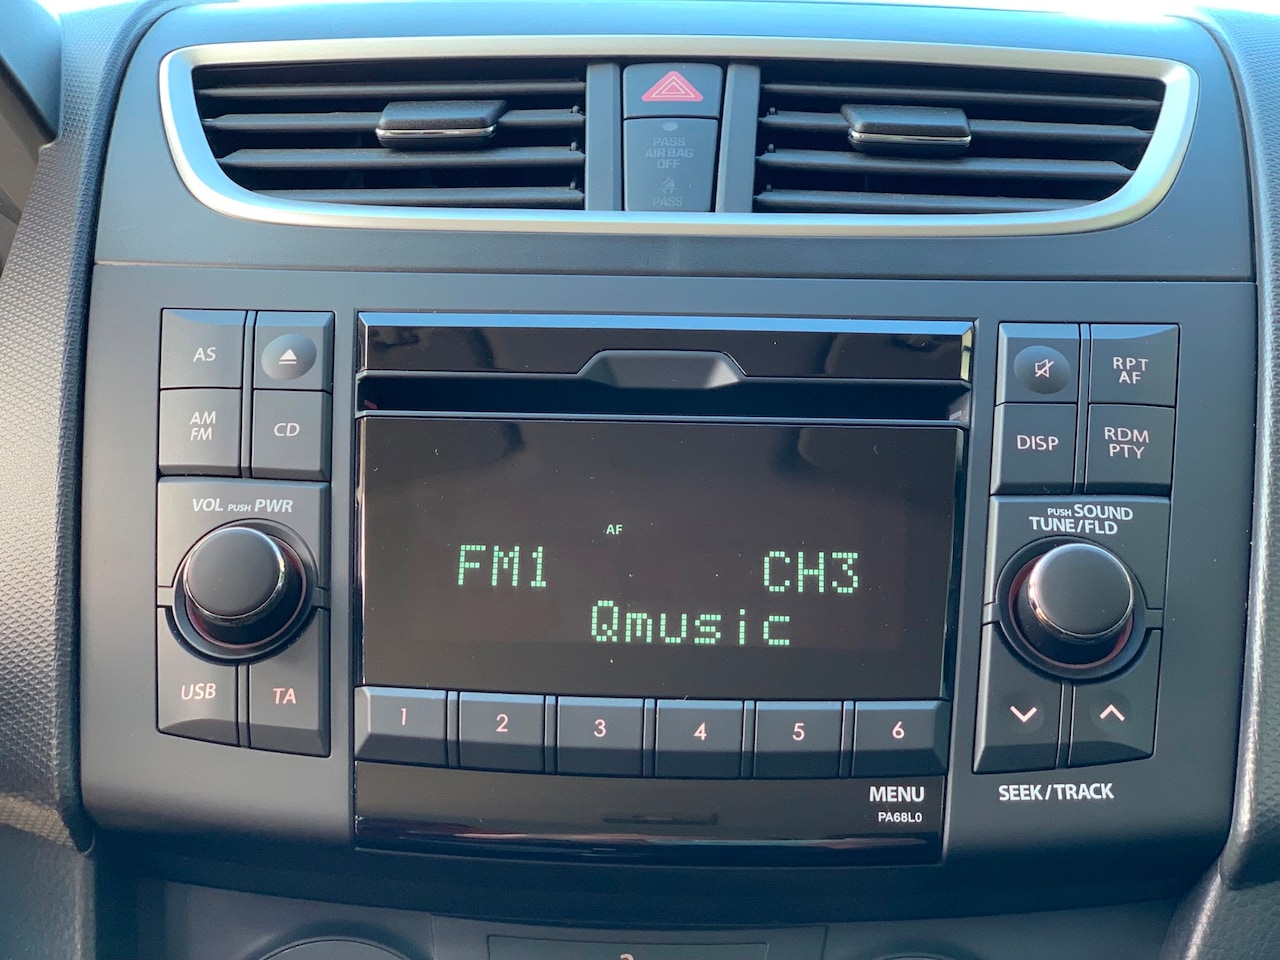 PASS
AIR BAG
OFF
PASS
AS
AM
FM
CD
VOL PUSH PWR
USB
TA
AF
FM1 CH3
Qmusic
1 2 3 4 5 6
MENU
PA68L0
RPT
AF
DISP
RDM
PTY
PUSH SOUND
TUNE/FLD
SEEK/TRACK